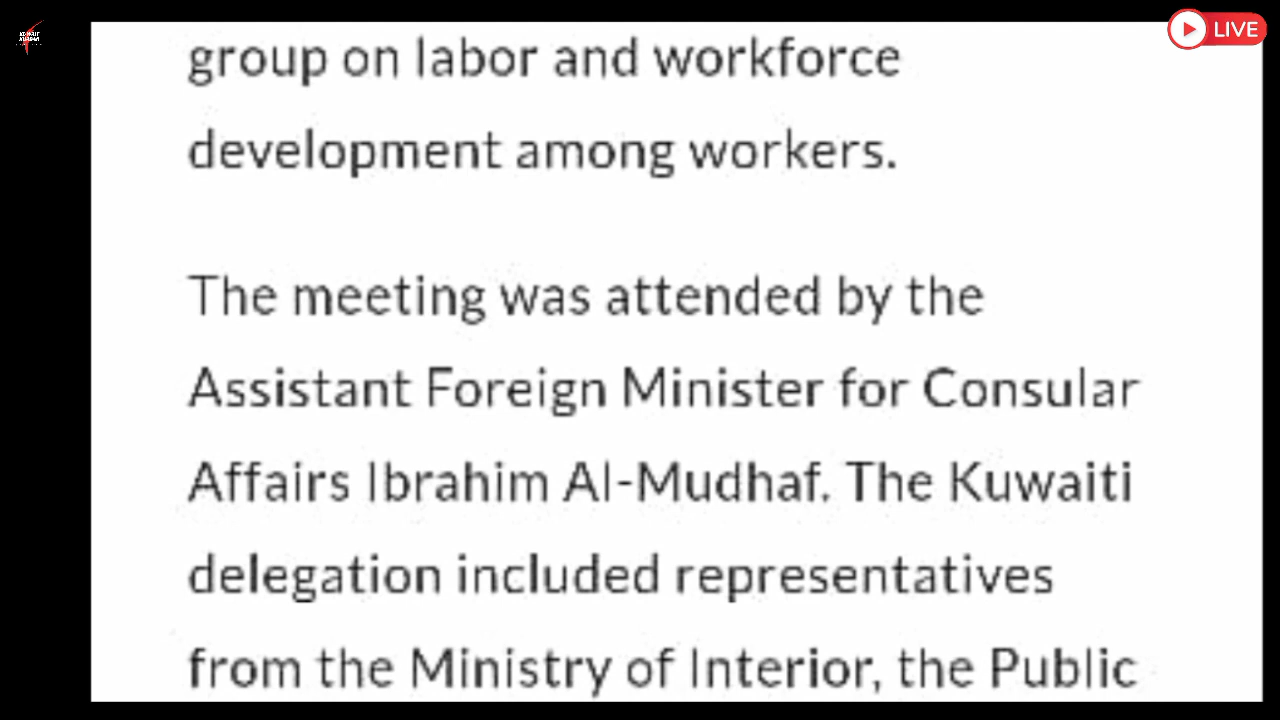 group on labor and workforce
development among workers.
The meeting was attended by the
Assistant Foreign Minister for Consular
Affairs Ibrahim Al-Mudhaf. The Kuwaiti
delegation included representatives
from the Ministry of Interior, the Public
LIVE